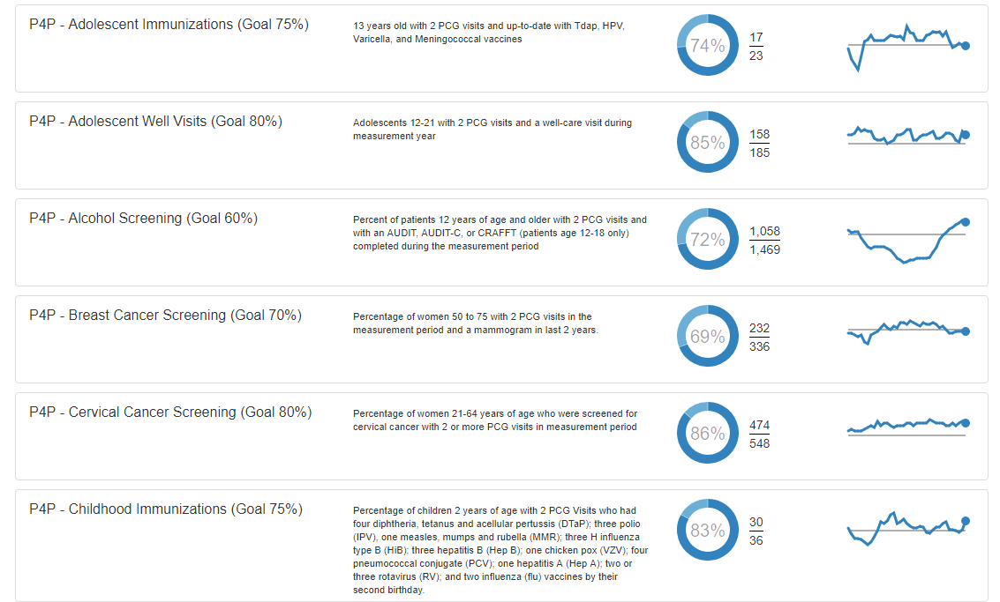 P4P - Adolescent Immunizations (Goal 75%)
13 years old with 2 PCG visits and up-to-date with Tdap, HPV,
Varicella, and Meningococcal vaccines
74%
17
23
P4P - Adolescent Well Visits (Goal 80%)
Adolescents 12-21 with 2 PCG visits and a well-care visit during
measurement year
85%
158
185
P4P - Alcohol Screening (Goal 60%)
Percent of patients 12 years of age and older with 2 PCG visits and
with an AUDIT, AUDIT-C, or CRAFFT (patients age 12-18 only)
completed during the measurement period
72%
1,058
1,469
P4P - Breast Cancer Screening (Goal 70%)
Percentage of women 50 to 75 with 2 PCG visits in the
measurement period and a mammogram in last 2 years.
69%
232
336
P4P - Cervical Cancer Screening (Goal 80%)
Percentage of women 21-64 years of age who were screened for
cervical cancer with 2 or more PCG visits in measurement period
86%
474
548
P4P - Childhood Immunizations (Goal 75%)
Percentage of children 2 years of age with 2 PCG Visits who had
four diphtheria, tetanus and acellular pertussis (DTaP); three polio
(IPV), one measles, mumps and rubella (MMR); three H influenza
type B (HiB); three hepatitis B (Hep B); one chicken pox (VZV); four
pneumococcal conjugate (PCV); one hepatitis A (Hep A); two or
three rotavirus (RV); and two influenza (flu) vaccines by their
second birthday.
83%
30
36